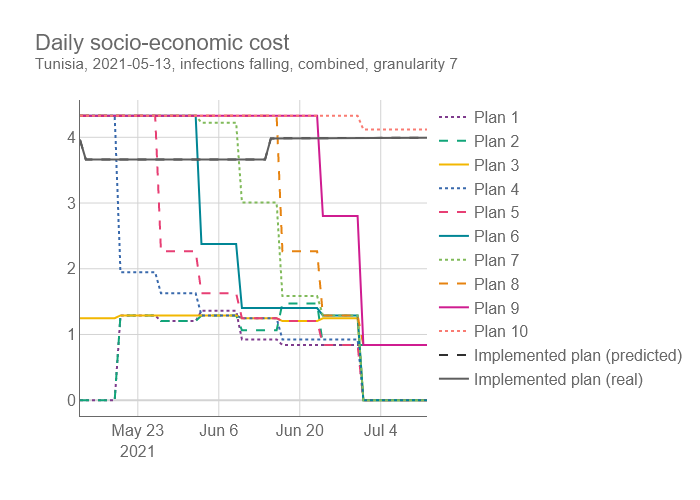 Daily socio-economic cost
Tunisia, 2021-05-13, infections falling, combined, granularity 7
4
3
2
1
0
May 23
2021
Jun 6
Jun 20
Jul 4
Plan 1
Plan 2
Plan 3
Plan 4
Plan 5
Plan 6
Plan 7
Plan 8
Plan 9
Plan 10
Implemented plan (predicted)
Implemented plan (real)